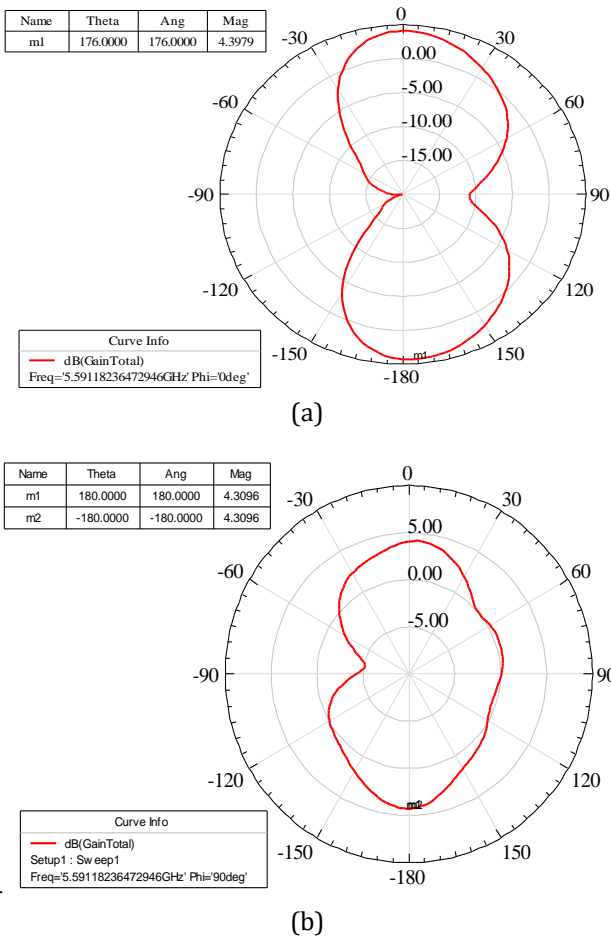 Name Theta Ang Mag
m1 176.0000 176.0000 4.3979
0
-30 30
0.00
-5.00
-60 60
-10.00
-15.00
-90 90
-120 120
-150 m1 150
-180
Curve Info
dB(GainTotal)
Freq='5.59118236472946GHz' Phi='0deg'
(a)
Name Theta Ang Mag
m1 180.0000 180.0000 4.3096
m2 -180.0000 -180.0000 4.3096
0
-30 30
5.00
-60 0.00 60
-5.00
-90 90
-120 120
m2
-150 150
-180
Curve Info
dB(GainTotal)
Setup1 : Sweep1
Freq='5.59118236472946GHz' Phi='90deg'
(b)